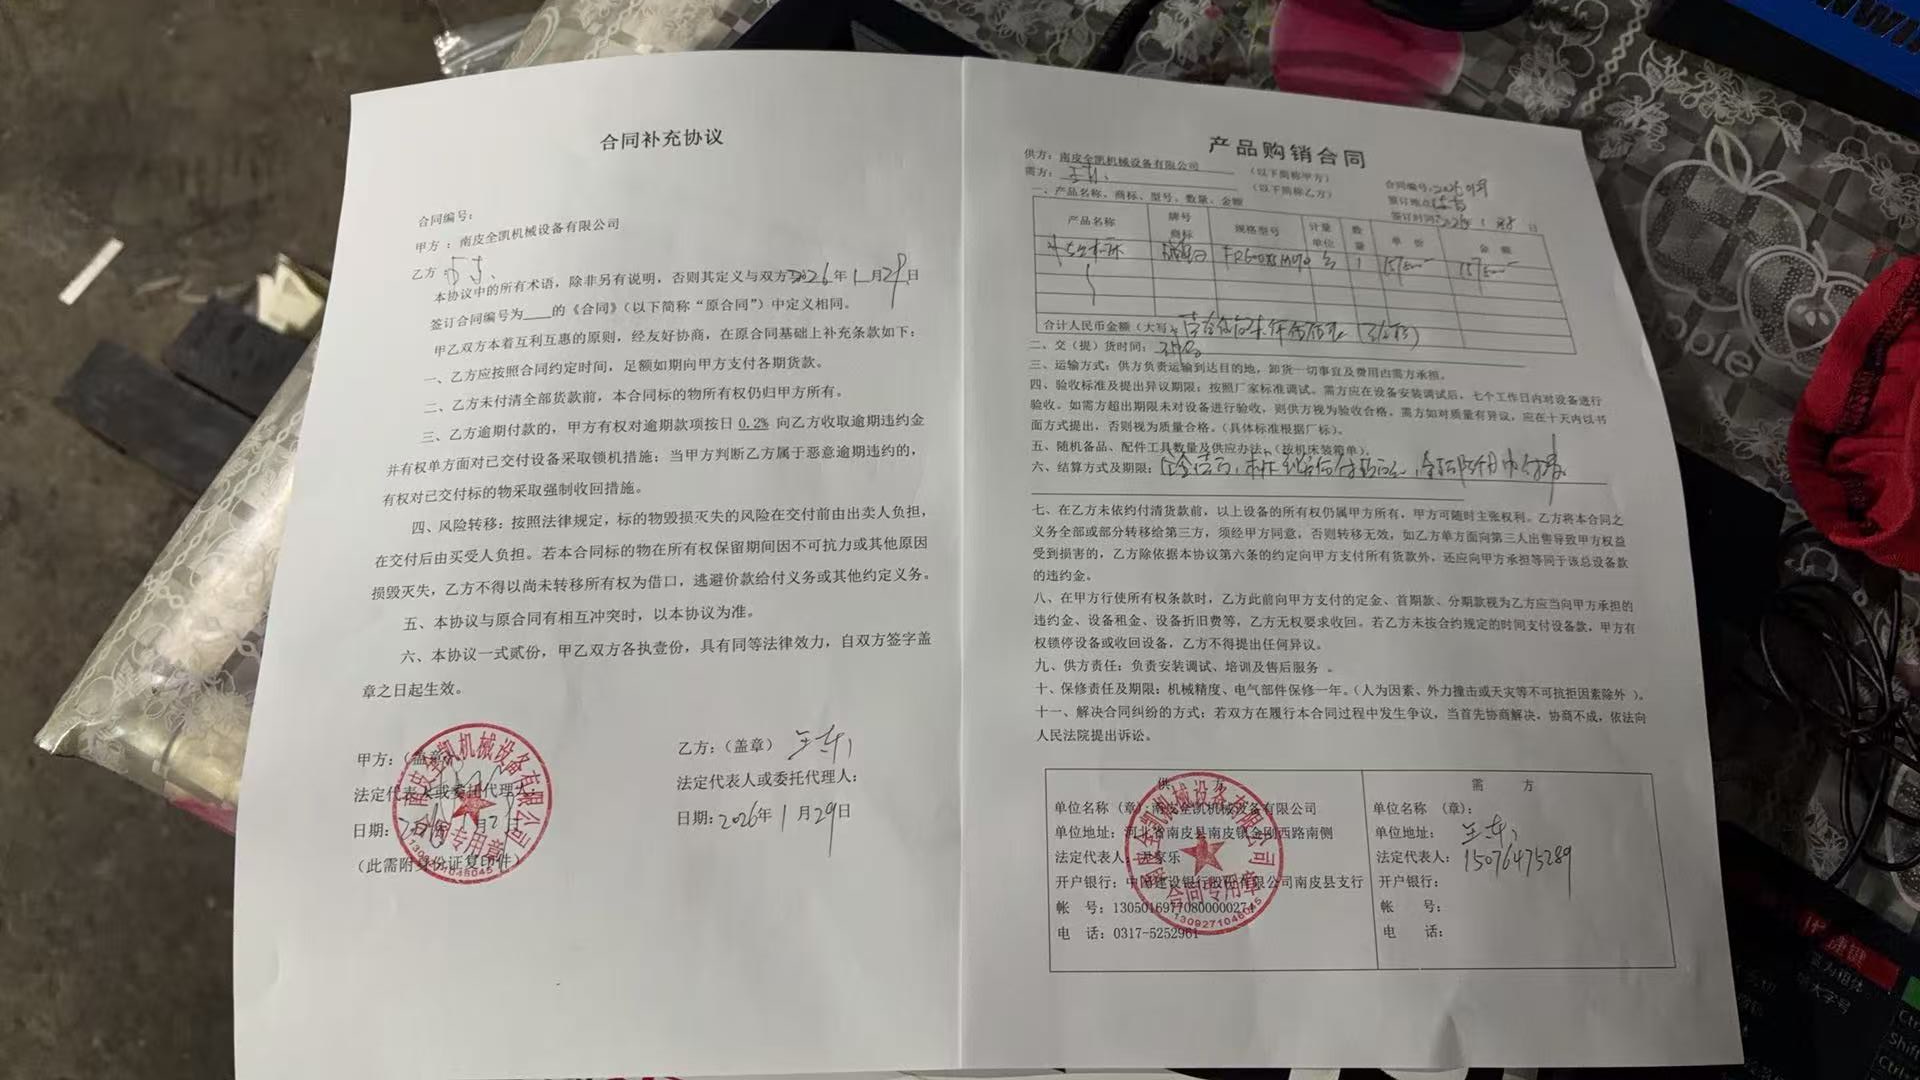 合同补充协议
合同编号：
甲方：南皮全凯机械设备有限公司
乙方
本协议中的所有术语，除非另有说明，否则其定义与双方2026年1月29日
签订合同编号为____的《合同》（以下简称“原合同”）中定义相同。
甲乙双方本着互利互惠的原则，经友好协商，在原合同基础上补充条款如下：
一、乙方应按照合同约定时间，足额如期向甲方支付各期货款。
二、乙方未付清全部货款前，本合同标的物所有权仍归甲方所有。
三、乙方逾期付款的，甲方有权对逾期款项按日 0.2% 向乙方收取逾期违约金
并有权单方面对已交付设备采取锁机措施；当甲方判断乙方属于恶意逾期违约的，
有权对已交付标的物采取强制收回措施。
四、风险转移：按照法律规定，标的物毁损灭失的风险在交付前由出卖人负担，
在交付后由买受人负担。若本合同标的物在所有权保留期间因不可抗力或其他原因
损毁灭失，乙方不得以尚未转移所有权为借口，逃避价款给付义务或其他约定义务。
五、本协议与原合同有相互冲突时，以本协议为准。
六、本协议一式贰份，甲乙双方各执壹份，具有同等法律效力，自双方签字盖
章之日起生效。
甲方：（盖章）
法定代表人或委托代理人：
日期：
（此需附身份证复印件）
南皮全凯机械设备有限公司
合同专用章
乙方：（盖章）
法定代表人或委托代理人：
日期：2026年1月29日
产品购销合同
供方：南皮全凯机械设备有限公司 （以下简称甲方）
需方： （以下简称乙方）
合同编号：
签订地点
签订时间
一、产品名称、商标、型号、数量、金额
产品名称 牌号商标 规格型号 计量单位 数量 单价 金额
台 1
合计人民币金额（大写）
二、交（提）货时间：
三、运输方式：供方负责运输到达目的地，卸货一切事宜及费用由需方承担。
四、验收标准及提出异议期限：按照厂家标准调试。需方应在设备安装调试后，七个工作日内对设备进行
验收。如需方超出期限未对设备进行验收，则供方视为验收合格。需方如对质量有异议，应在十天内以书
面方式提出，否则视为质量合格。（具体标准根据厂标）。
五、随机备品、配件工具数量及供应办法：（按机床装箱单）。
六、结算方式及期限：
七、在乙方未依约付清货款前，以上设备的所有权仍属甲方所有，甲方可随时主张权利。乙方将本合同之
义务全部或部分转移给第三方，须经甲方同意，否则转移无效，如乙方单方面向第三人出售导致甲方权益
受到损害的，乙方除依据本协议第六条的约定向甲方支付所有货款外，还应向甲方承担等同于该总设备款
的违约金。
八、在甲方行使所有权条款时，乙方此前向甲方支付的定金、首期款、分期款视为乙方应当向甲方承担的
违约金、设备租金、设备折旧费等，乙方无权要求收回。若乙方未按合约规定的时间支付设备款，甲方有
权锁停设备或收回设备，乙方不得提出任何异议。
九、供方责任：负责安装调试、培训及售后服务 。
十、保修责任及期限：机械精度、电气部件保修一年。（人为因素、外力撞击或天灾等不可抗拒因素除外 ）。
十一、解决合同纠纷的方式：若双方在履行本合同过程中发生争议，当首先协商解决，协商不成，依法向
人民法院提出诉讼。
供 方
单位名称（章）：南皮全凯机械设备有限公司
单位地址：河北省南皮县南皮镇金刚西路南侧
法定代表人：家乐
开户银行：中国建设银行股份有限公司南皮县支行
帐 号：
电 话：0317-5252961
合同专用章
1309271046045
需 方
单位名称（章）：
单位地址：
法定代表人：15076475289
开户银行：
帐 号：
电 话：
Apple